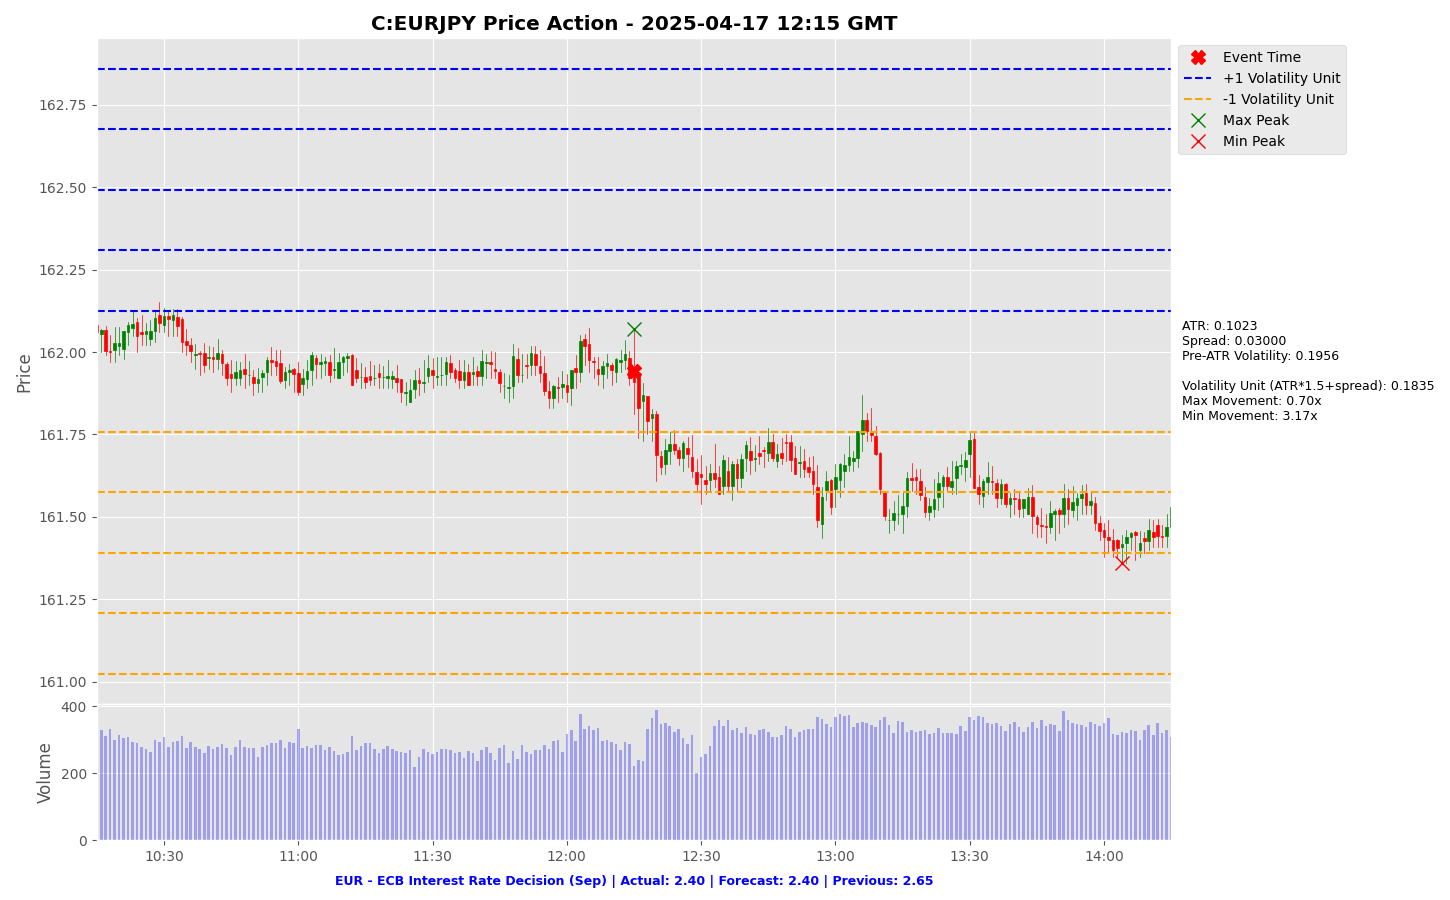 C:EURJPY Price Action - 2025-04-17 12:15 GMT
Event Time
+1 Volatility Unit
-1 Volatility Unit
Max Peak
Min Peak
162.75
162.50
162.25
162.00
161.75
161.50
161.25
161.00
Price
ATR: 0.1023
Spread: 0.03000
Pre-ATR Volatility: 0.1956
Volatility Unit (ATR*1.5+spread): 0.1835
Max Movement: 0.70x
Min Movement: 3.17x
400
200
0
Volume
10:30 11:00 11:30 12:00 12:30 13:00 13:30 14:00
EUR - ECB Interest Rate Decision (Sep) | Actual: 2.40 | Forecast: 2.40 | Previous: 2.65